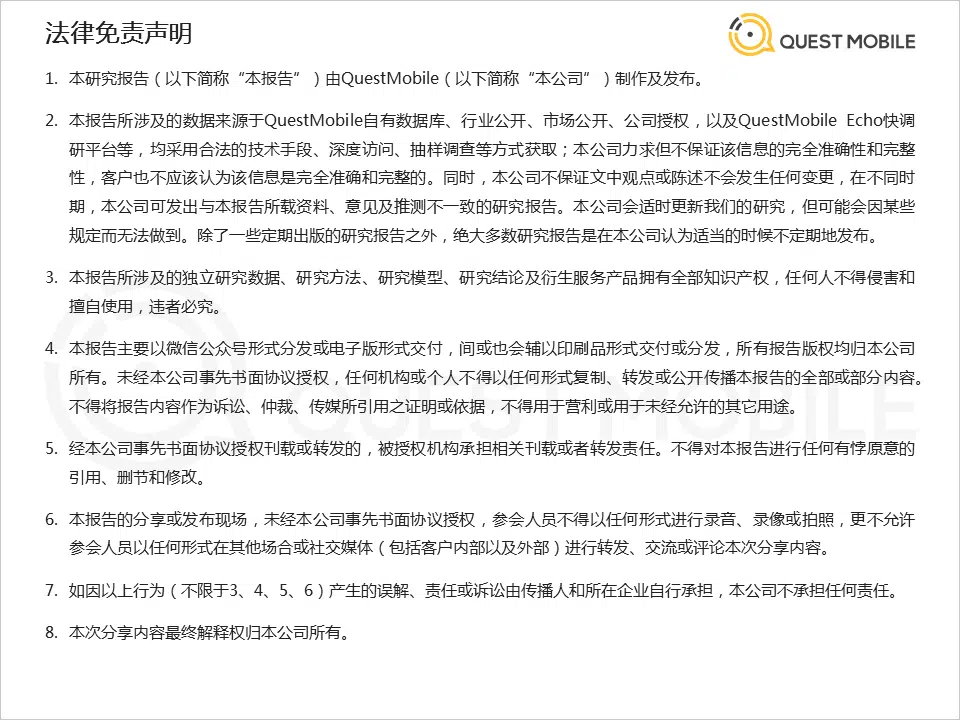 法律免责声明
QUEST MOBILE
1. 本研究报告（以下简称“本报告”）由QuestMobile（以下简称“本公司”）制作及发布。
2. 本报告所涉及的数据来源于QuestMobile自有数据库、行业公开、市场公开、公司授权，以及QuestMobile Echo快调
研平台等，均采用合法的技术手段、深度访问、抽样调查等方式获取；本公司力求但不保证该信息的完全准确性和完整
性，客户也不应该认为该信息是完全准确和完整的。同时，本公司不保证文中观点或陈述不会发生任何变更，在不同时
期，本公司可发出与本报告所载资料、意见及推测不一致的研究报告。本公司会适时更新我们的研究，但可能会因某些
规定而无法做到。除了一些定期出版的研究报告之外，绝大多数研究报告是在本公司认为适当的时候不定期地发布。
3. 本报告所涉及的独立研究数据、研究方法、研究模型、研究结论及衍生服务产品拥有全部知识产权，任何人不得侵害和
擅自使用，违者必究。
4. 本报告主要以微信公众号形式分发或电子版形式交付，间或也会辅以印刷品形式交付或分发，所有报告版权均归本公司
所有。未经本公司事先书面协议授权，任何机构或个人不得以任何形式复制、转发或公开传播本报告的全部或部分内容。
不得将报告内容作为诉讼、仲裁、传媒所引用之证明或依据，不得用于营利或用于未经允许的其它用途。
5. 经本公司事先书面协议授权刊载或转发的，被授权机构承担相关刊载或者转发责任。不得对本报告进行任何有悖原意的
引用、删节和修改。
6. 本报告的分享或发布现场，未经本公司事先书面协议授权，参会人员不得以任何形式进行录音、录像或拍照，更不允许
参会人员以任何形式在其他场合或社交媒体（包括客户内部以及外部）进行转发、交流或评论本次分享内容。
7. 如因以上行为（不限于3、4、5、6）产生的误解、责任或诉讼由传播人和所在企业自行承担，本公司不承担任何责任。
8. 本次分享内容最终解释权归本公司所有。
QUEST MOBILE